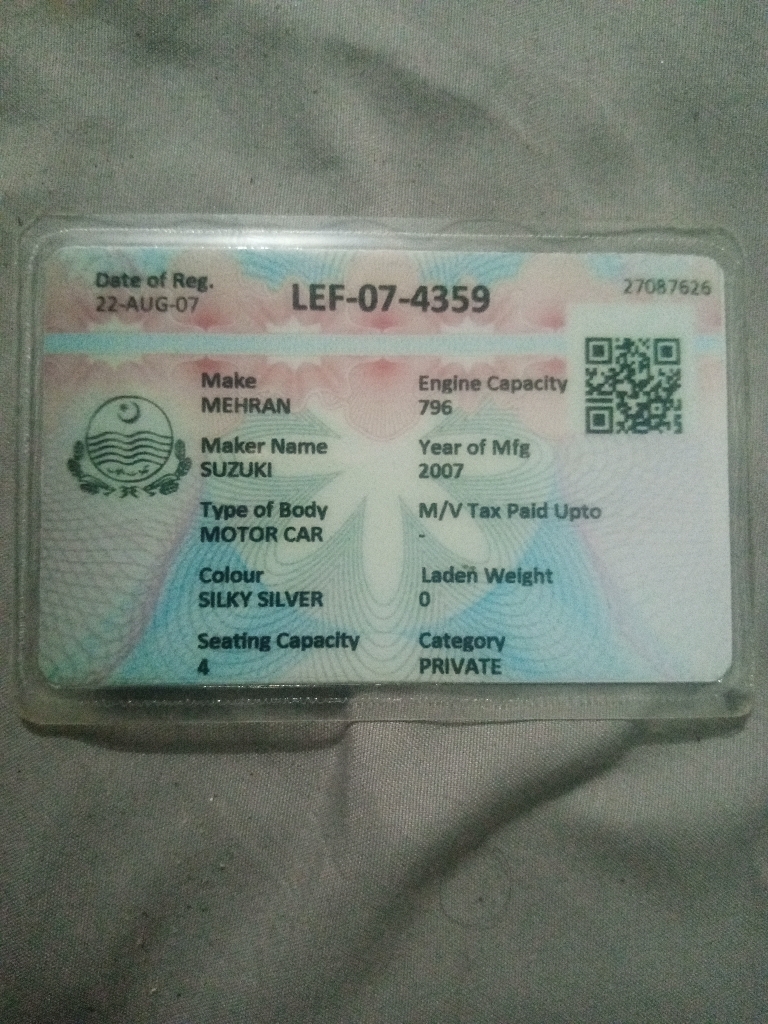 Date of Reg.
22-AUG-07
LEF-07-4359
27087626
Make
MEHRAN
Engine Capacity
796
Maker Name
SUZUKI
Year of Mfg
2007
Type of Body
MOTOR CAR
M/V Tax Paid Upto
-
Colour
SILKY SILVER
Laden Weight
0
Seating Capacity
4
Category
PRIVATE